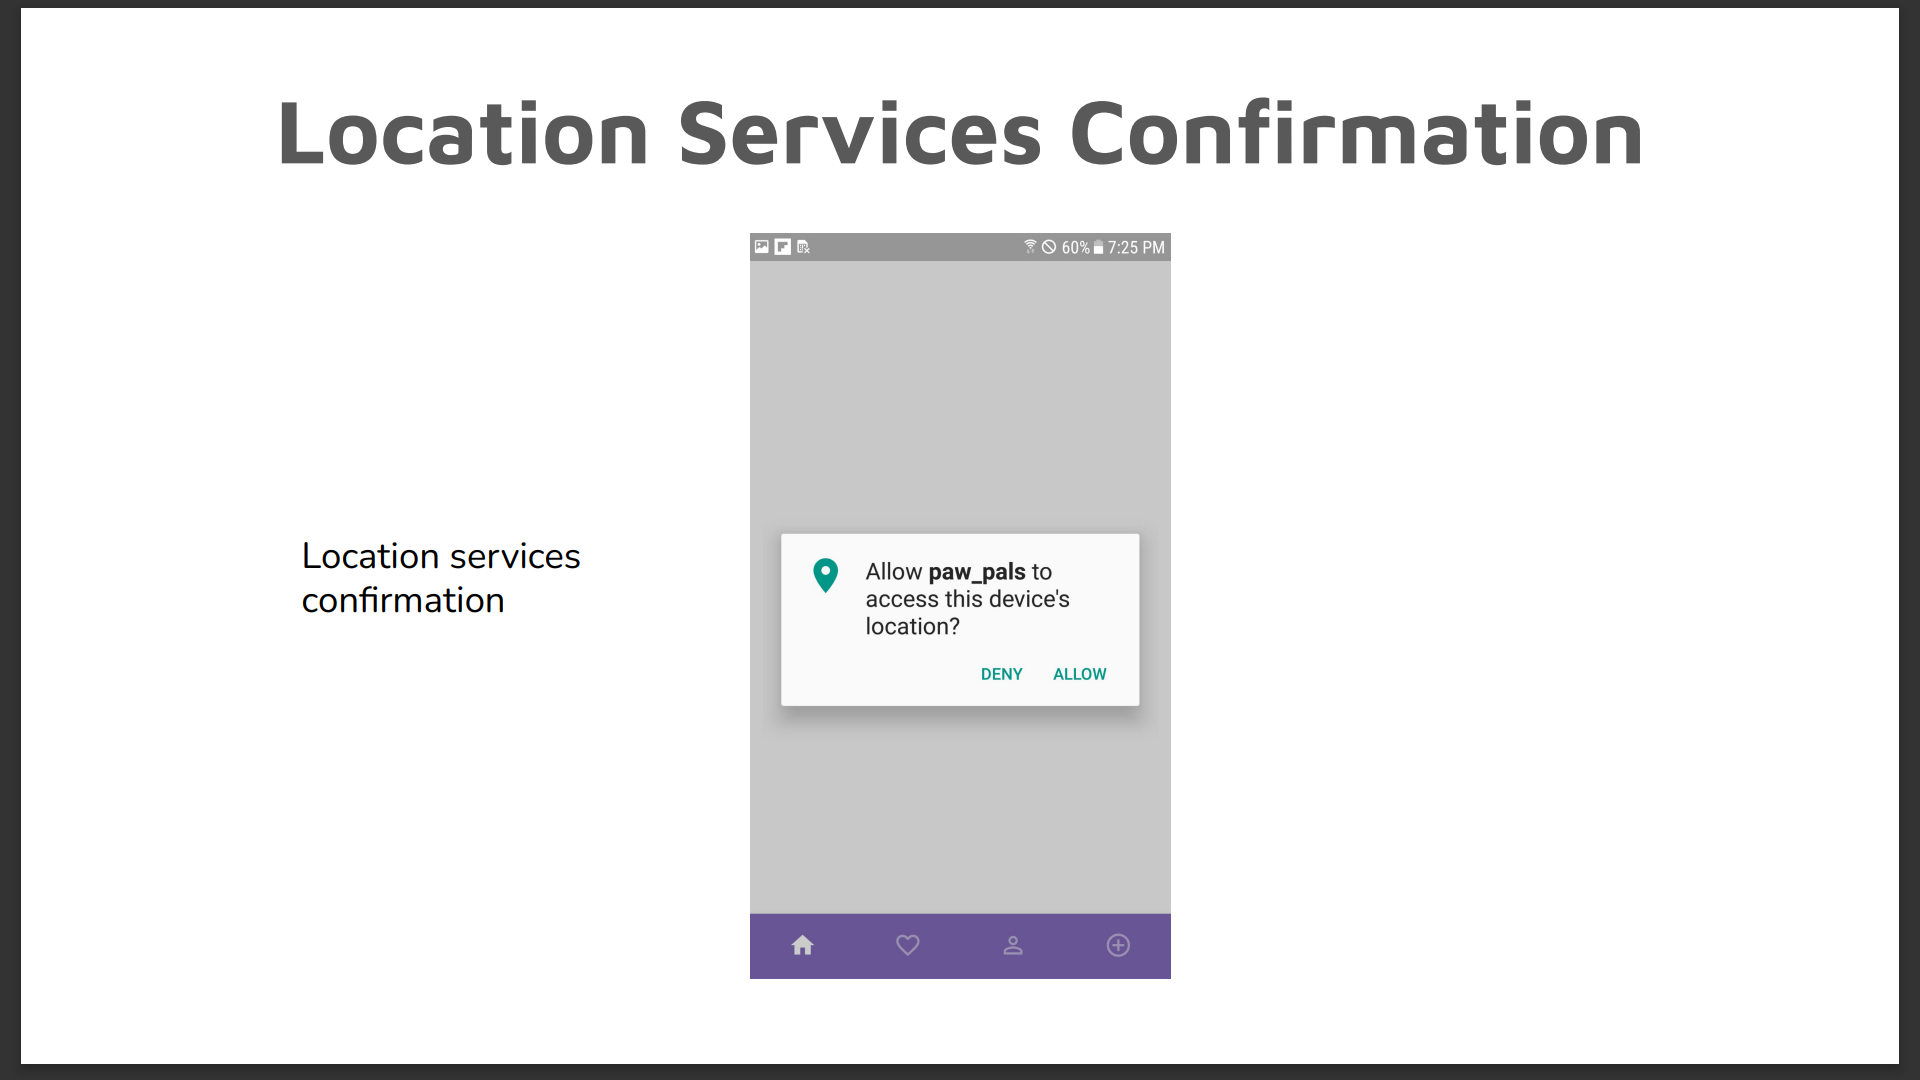 Location Services Confirmation
60% 7:25 PM
Location services
confirmation
Allow paw_pals to
access this device's
location?
DENY ALLOW